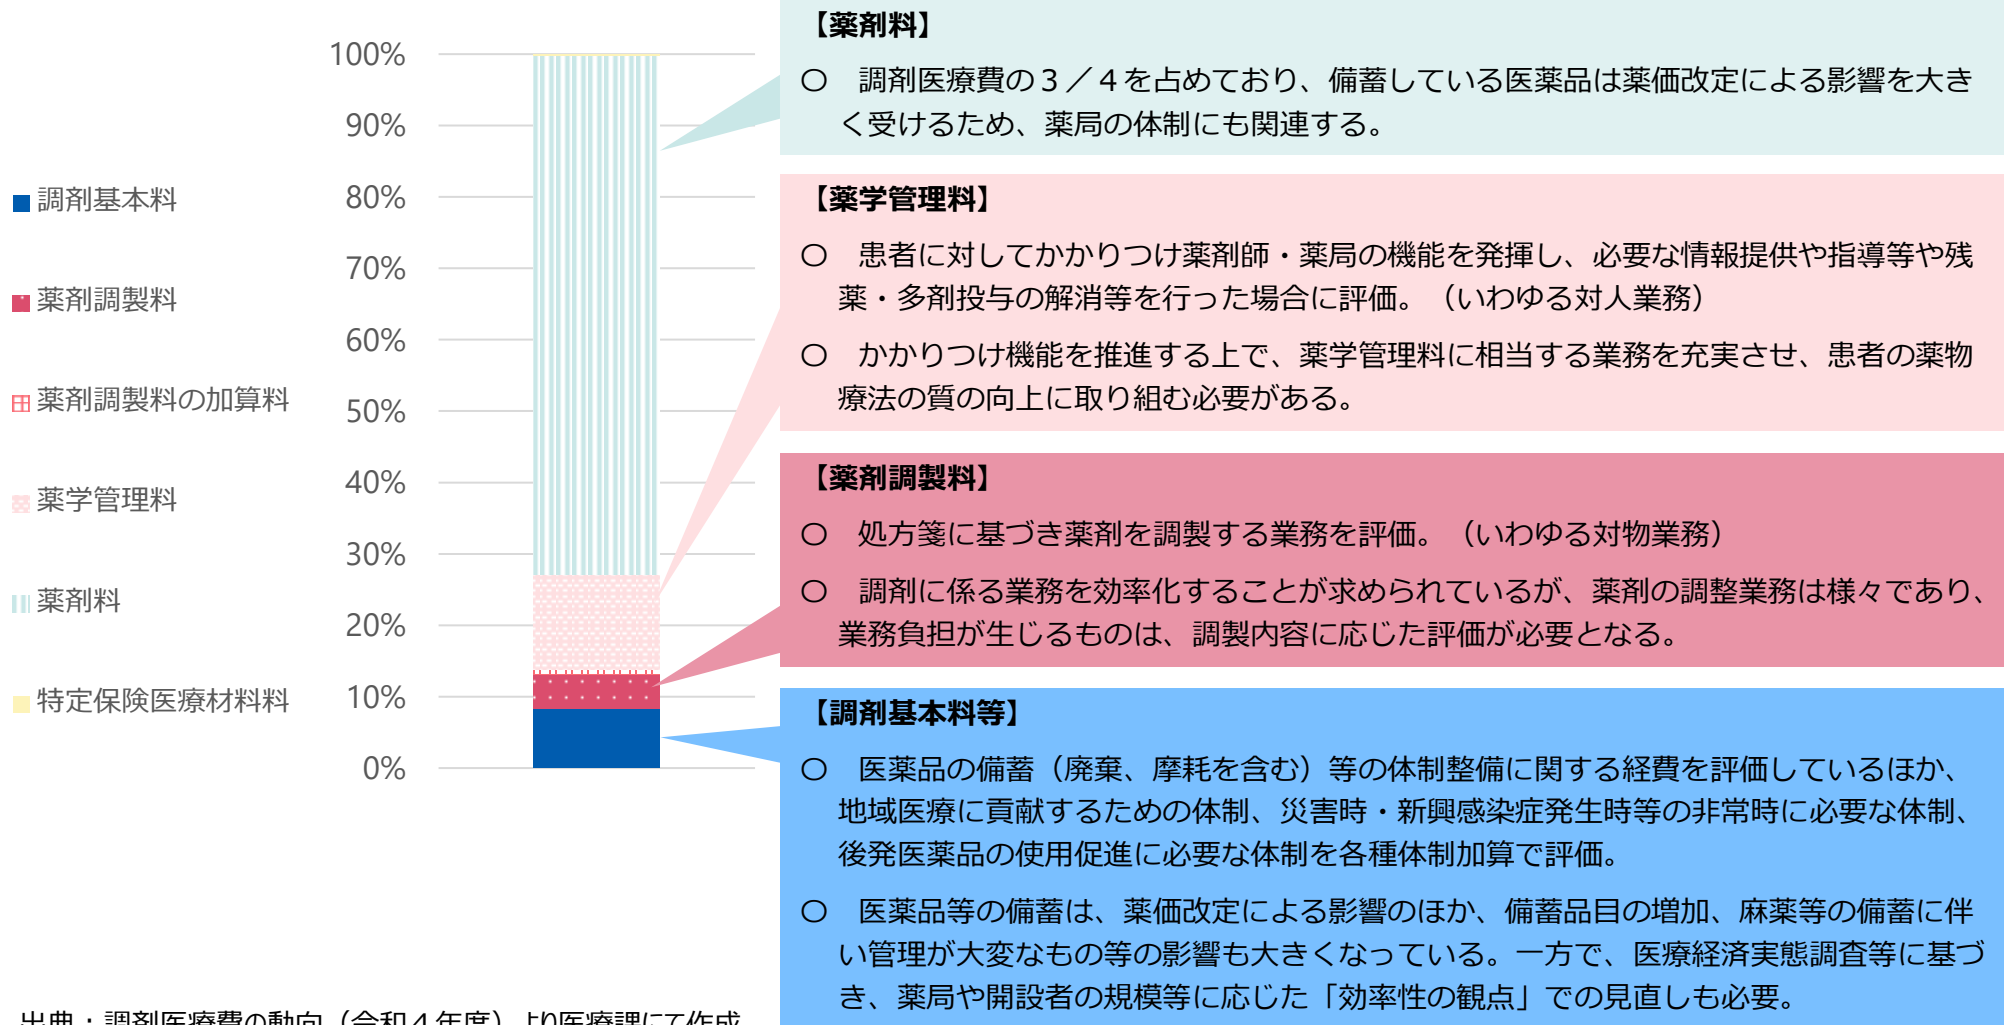 100%
90%
80%
70%
60%
50%
40%
30%
20%
10%
0%
調剤基本料
薬剤調製料
薬剤調製料の加算料
薬学管理料
薬剤料
特定保険医療材料料
【薬剤料】
○　調剤医療費の３／４を占めており、備蓄している医薬品は薬価改定による影響を大き
く受けるため、薬局の体制にも関連する。
【薬学管理料】
○　患者に対してかかりつけ薬剤師・薬局の機能を発揮し、必要な情報提供や指導等や残
薬・多剤投与の解消等を行った場合に評価。（いわゆる対人業務）
○　かかりつけ機能を推進する上で、薬学管理料に相当する業務を充実させ、患者の薬物
療法の質の向上に取り組む必要がある。
【薬剤調製料】
○　処方箋に基づき薬剤を調製する業務を評価。（いわゆる対物業務）
○　調剤に係る業務を効率化することが求められているが、薬剤の調整業務は様々であり、
業務負担が生じるものは、調製内容に応じた評価が必要となる。
【調剤基本料等】
○　医薬品の備蓄（廃棄、摩耗を含む）等の体制整備に関する経費を評価しているほか、
地域医療に貢献するための体制、災害時・新興感染症発生時等の非常時に必要な体制、
後発医薬品の使用促進に必要な体制を各種体制加算で評価。
○　医薬品等の備蓄は、薬価改定による影響のほか、備蓄品目の増加、麻薬等の備蓄に伴
い管理が大変なもの等の影響も大きくなっている。一方で、医療経済実態調査等に基づ
き、薬局や開設者の規模等に応じた「効率性の観点」での見直しも必要。
出典：調剤医療費の動向（令和４年度）より医療課にて作成